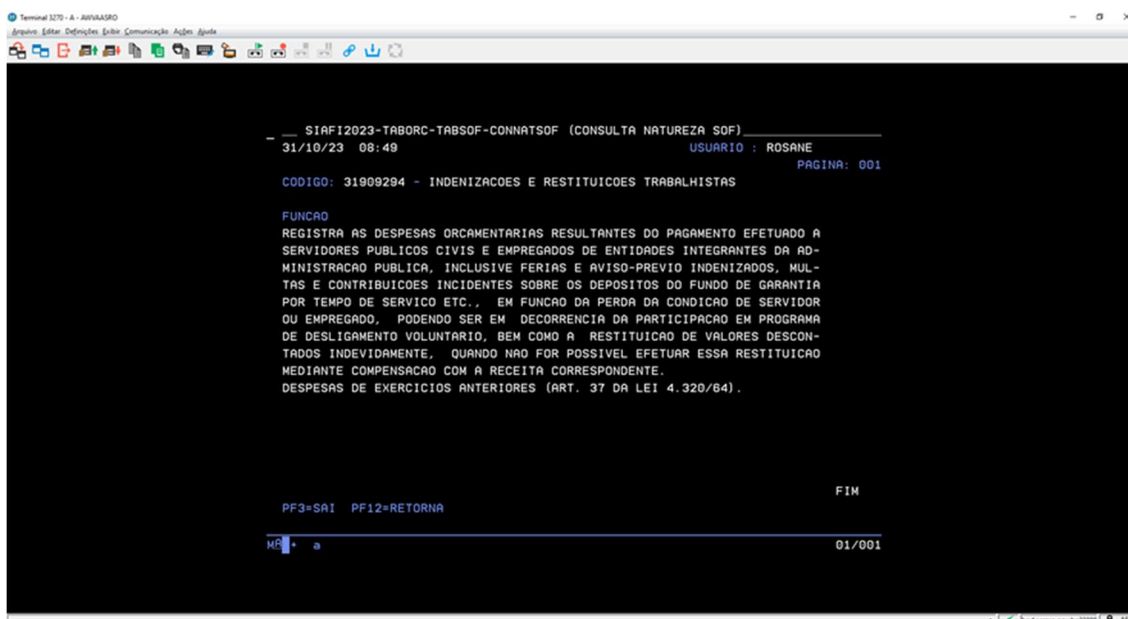 Terminal 3270 - A - AWVAASRO
Arquivo Editar Definições Exibir Comunicação Ações Ajuda
__ SIAFI2023-TABORC-TABSOF-CONNATSOF (CONSULTA NATUREZA SOF)__________________
31/10/23 08:49 USUARIO : ROSANE
PAGINA: 001
CODIGO: 31909294 - INDENIZACOES E RESTITUICOES TRABALHISTAS
FUNCAO
REGISTRA AS DESPESAS ORCAMENTARIAS RESULTANTES DO PAGAMENTO EFETUADO A
SERVIDORES PUBLICOS CIVIS E EMPREGADOS DE ENTIDADES INTEGRANTES DA AD-
MINISTRACAO PUBLICA, INCLUSIVE FERIAS E AVISO-PREVIO INDENIZADOS, MUL-
TAS E CONTRIBUICOES INCIDENTES SOBRE OS DEPOSITOS DO FUNDO DE GARANTIA
POR TEMPO DE SERVICO ETC., EM FUNCAO DA PERDA DA CONDICAO DE SERVIDOR
OU EMPREGADO, PODENDO SER EM DECORRENCIA DA PARTICIPACAO EM PROGRAMA
DE DESLIGAMENTO VOLUNTARIO, BEM COMO A RESTITUICAO DE VALORES DESCON-
TADOS INDEVIDAMENTE, QUANDO NAO FOR POSSIVEL EFETUAR ESSA RESTITUICAO
MEDIANTE COMPENSACAO COM A RECEITA CORRESPONDENTE.
DESPESAS DE EXERCICIOS ANTERIORES (ART. 37 DA LEI 4.320/64).
FIM
PF3=SAI PF12=RETORNA
a 01/001